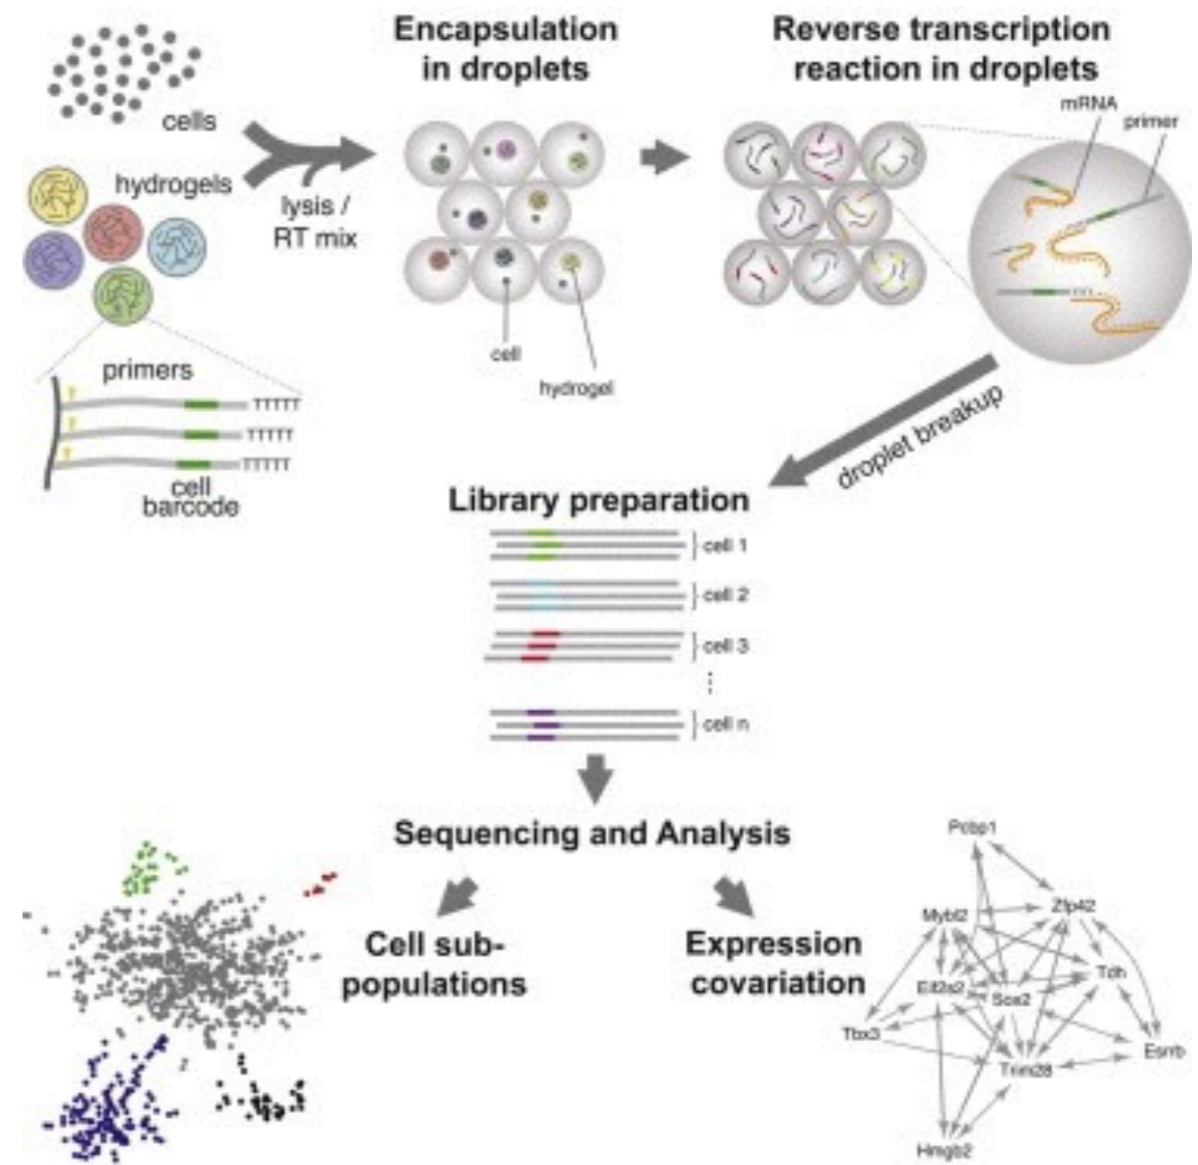 Encapsulation
in droplets
Reverse transcription
reaction in droplets
mRNA
primer
cells
hydrogels
lysis /
RT mix
cell
hydrogel
primers
TTTTT
TTTTT
TTTTT
cell
barcode
droplet breakup
Library preparation
cell 1
cell 2
cell 3
cell n
Sequencing and Analysis
Cell sub-
populations
Expression
covariation
Pcbp1
Mybl2
Zfp42
Tdh
Eif2s2
Sox2
Tbx3
Esrrb
Trim28
Hmgb2